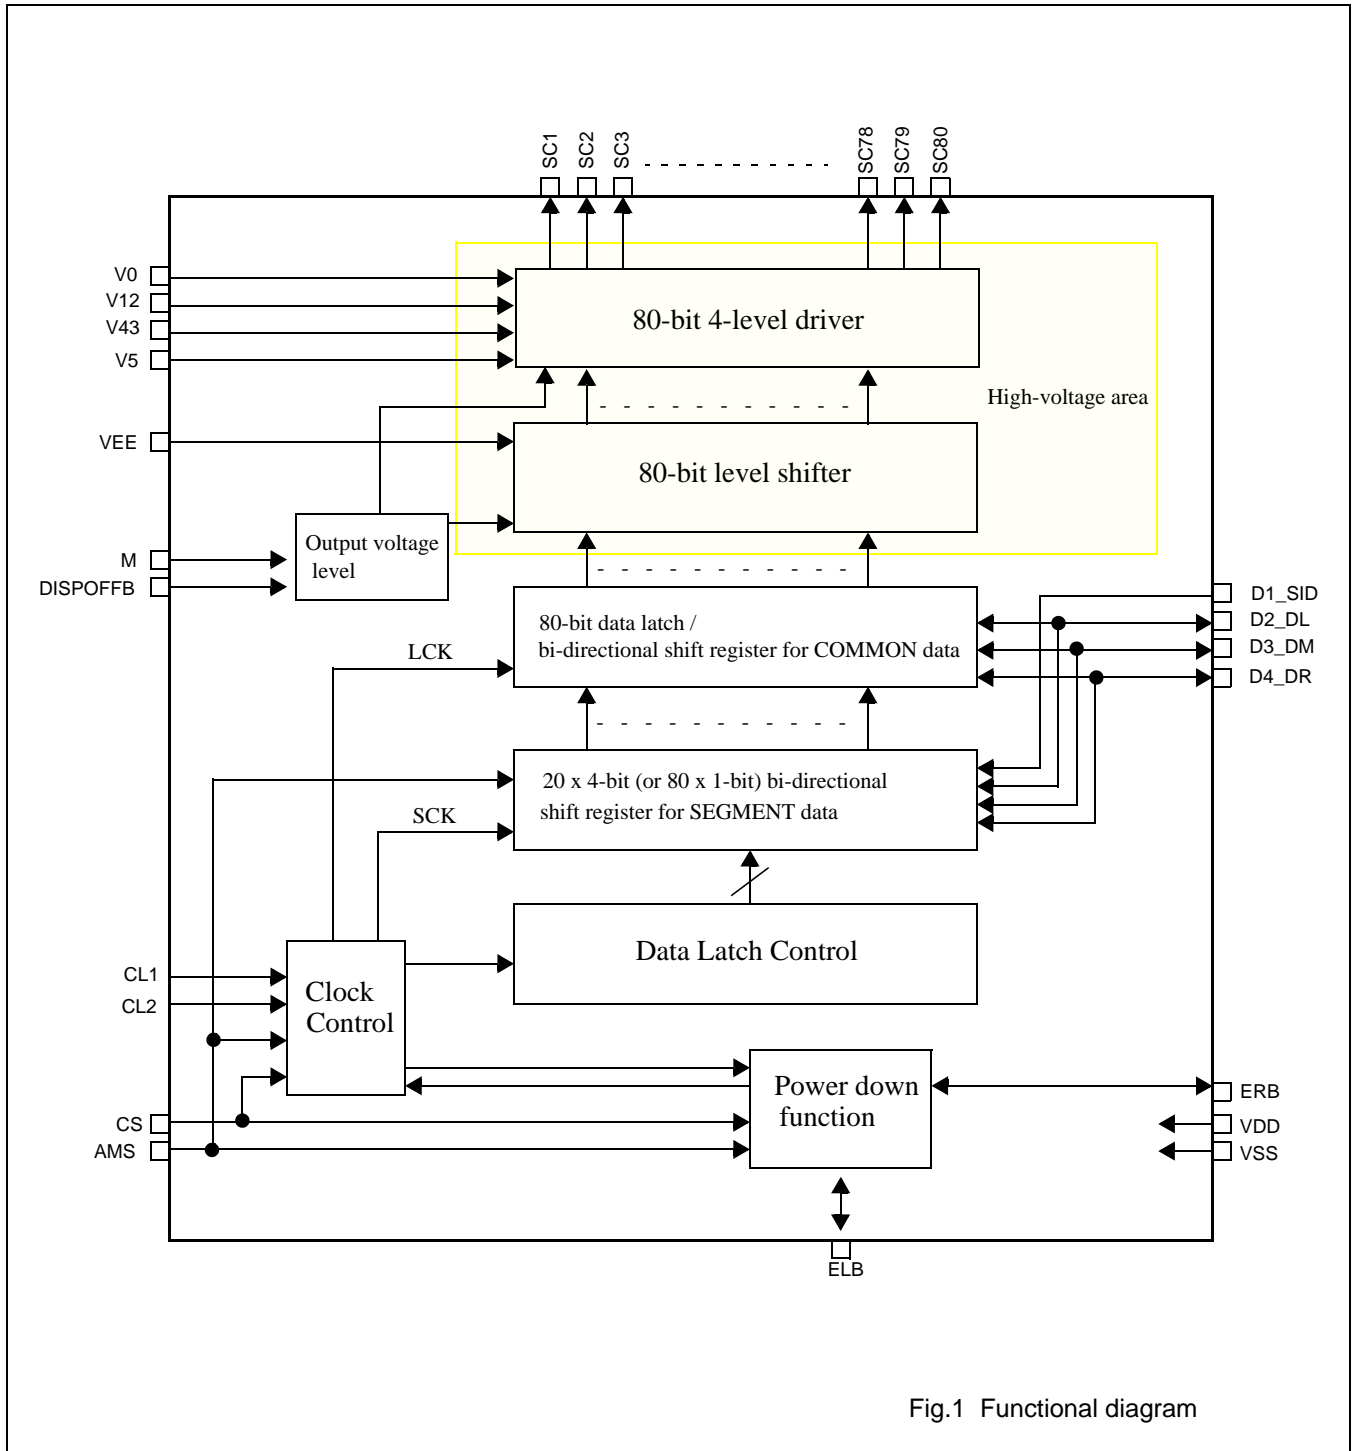 SC1
SC2
SC3
SC78
SC79
SC80
V0
V12
V43
V5
80-bit 4-level driver
High-voltage area
VEE
80-bit level shifter
Output voltage
level
M
DISPOFFB
D1_SID
D2_DL
D3_DM
D4_DR
80-bit data latch /
bi-directional shift register for COMMON data
LCK
20 x 4-bit (or 80 x 1-bit) bi-directional
shift register for SEGMENT data
SCK
Data Latch Control
CL1
CL2
Clock
Control
Power down
function
CS
AMS
ERB
VDD
VSS
ELB
Fig.1 Functional diagram